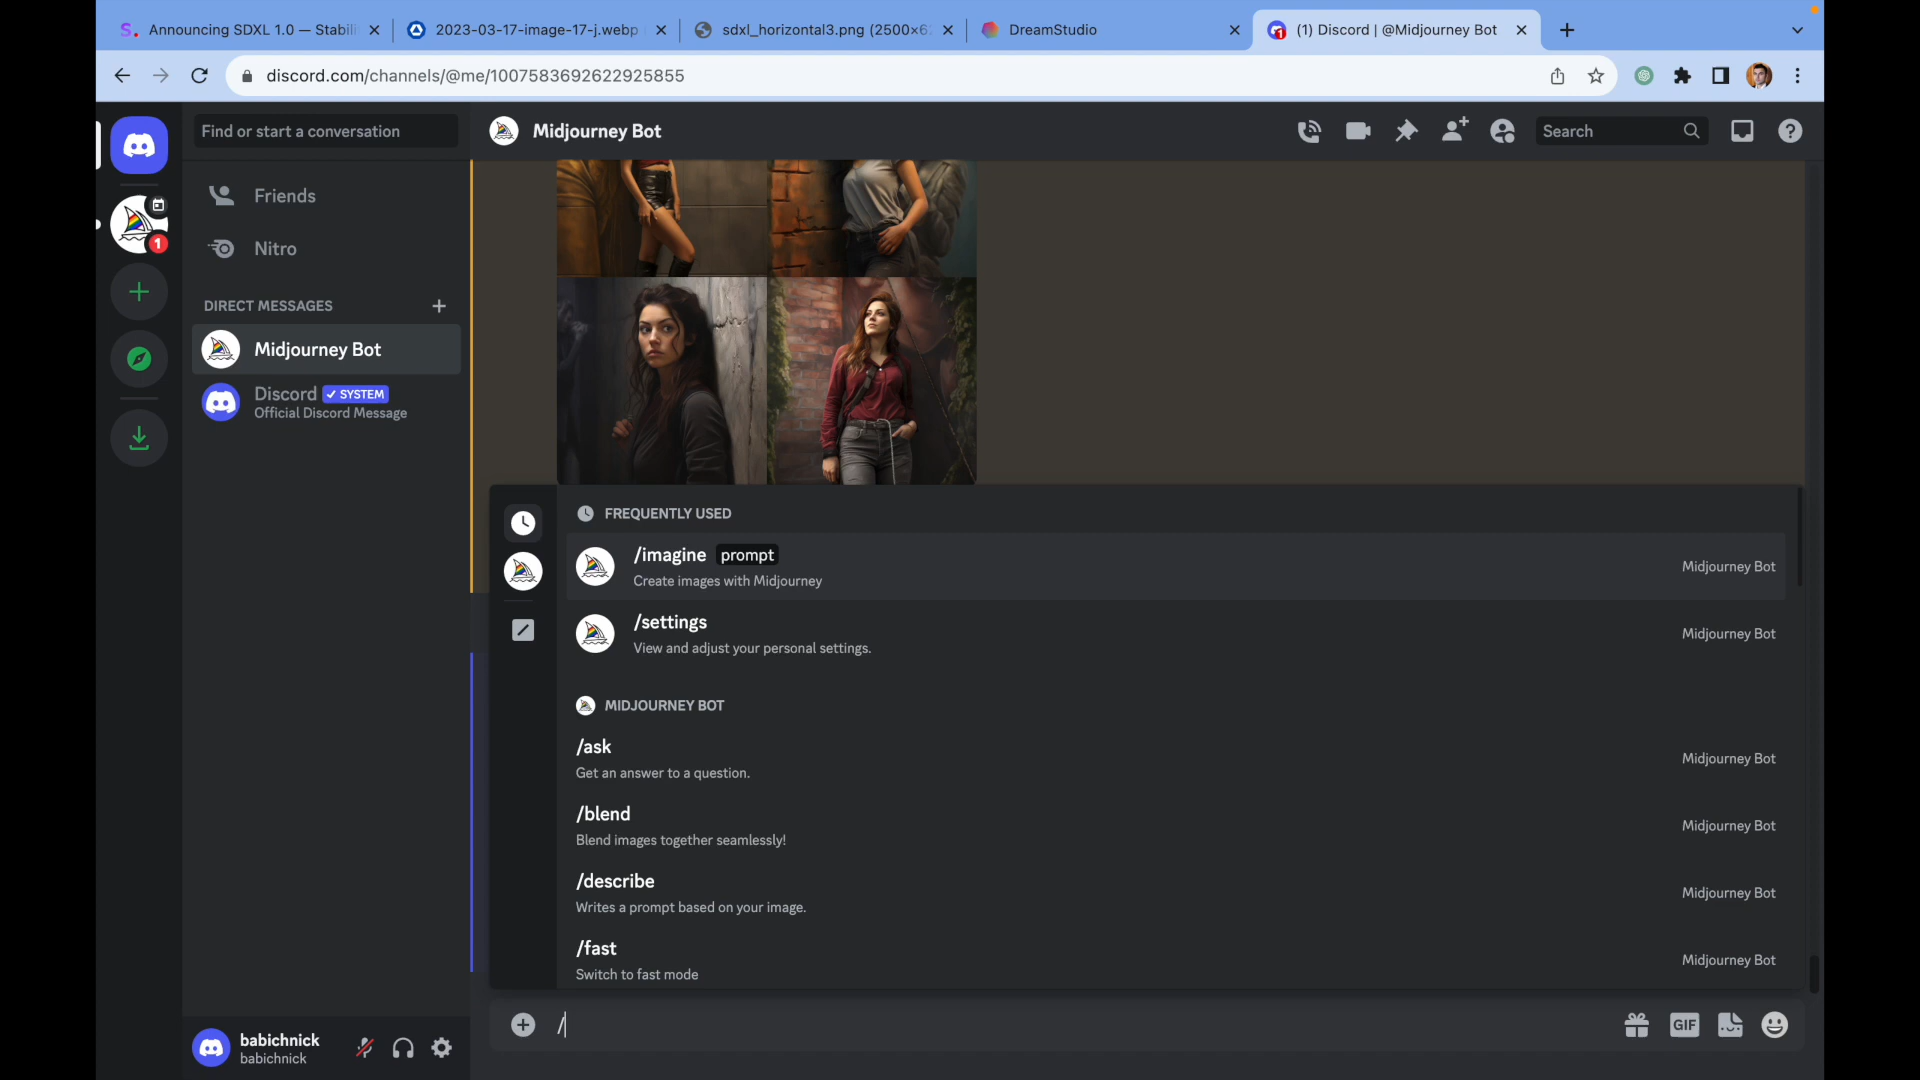 Announcing SDXL 1.0 — Stabili
2023-03-17-image-17-j.webp
sdxl_horizontal3.png (2500×6
DreamStudio
(1) Discord | @Midjourney Bot
discord.com/channels/@me/1007583692622925855
Find or start a conversation
Midjourney Bot
Search
Friends
1
Nitro
DIRECT MESSAGES
Midjourney Bot
Discord SYSTEM
Official Discord Message
FREQUENTLY USED
/imagine prompt
Create images with Midjourney
Midjourney Bot
/settings
View and adjust your personal settings.
Midjourney Bot
MIDJOURNEY BOT
/ask
Get an answer to a question.
Midjourney Bot
/blend
Blend images together seamlessly!
Midjourney Bot
/describe
Writes a prompt based on your image.
Midjourney Bot
/fast
Switch to fast mode
Midjourney Bot
/
GIF
babichnick
babichnick